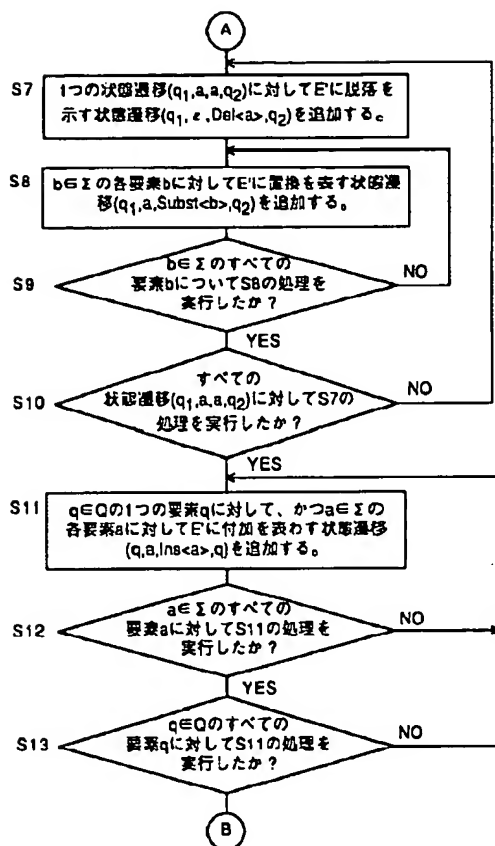 A
S7
1つの状態遷移(q₁,a,a,q₂)に対してE'に脱落を
示す状態遷移(q₁,ε,Del<a>,q₂)を追加する。
S8
b∈Σの各要素bに対してE'に置換を表す状態遷
移(q₁,a,Subst<b>,q₂)を追加する。
S9
b∈Σのすべての
要素bについてS8の処理を
実行したか?
NO
YES
S10
すべての
状態遷移(q₁,a,a,q₂)に対してS7の
処理を実行したか?
NO
YES
S11
q∈Qの1つの要素qに対して、かつa∈Σの
各要素aに対してE'に付加を表わす状態遷移
(q,a,Ins<a>,q)を追加する。
S12
a∈Σのすべての
要素aに対してS11の処理を
実行したか?
NO
YES
S13
q∈Qのすべての
要素qに対してS11の処理を
実行したか?
NO
B